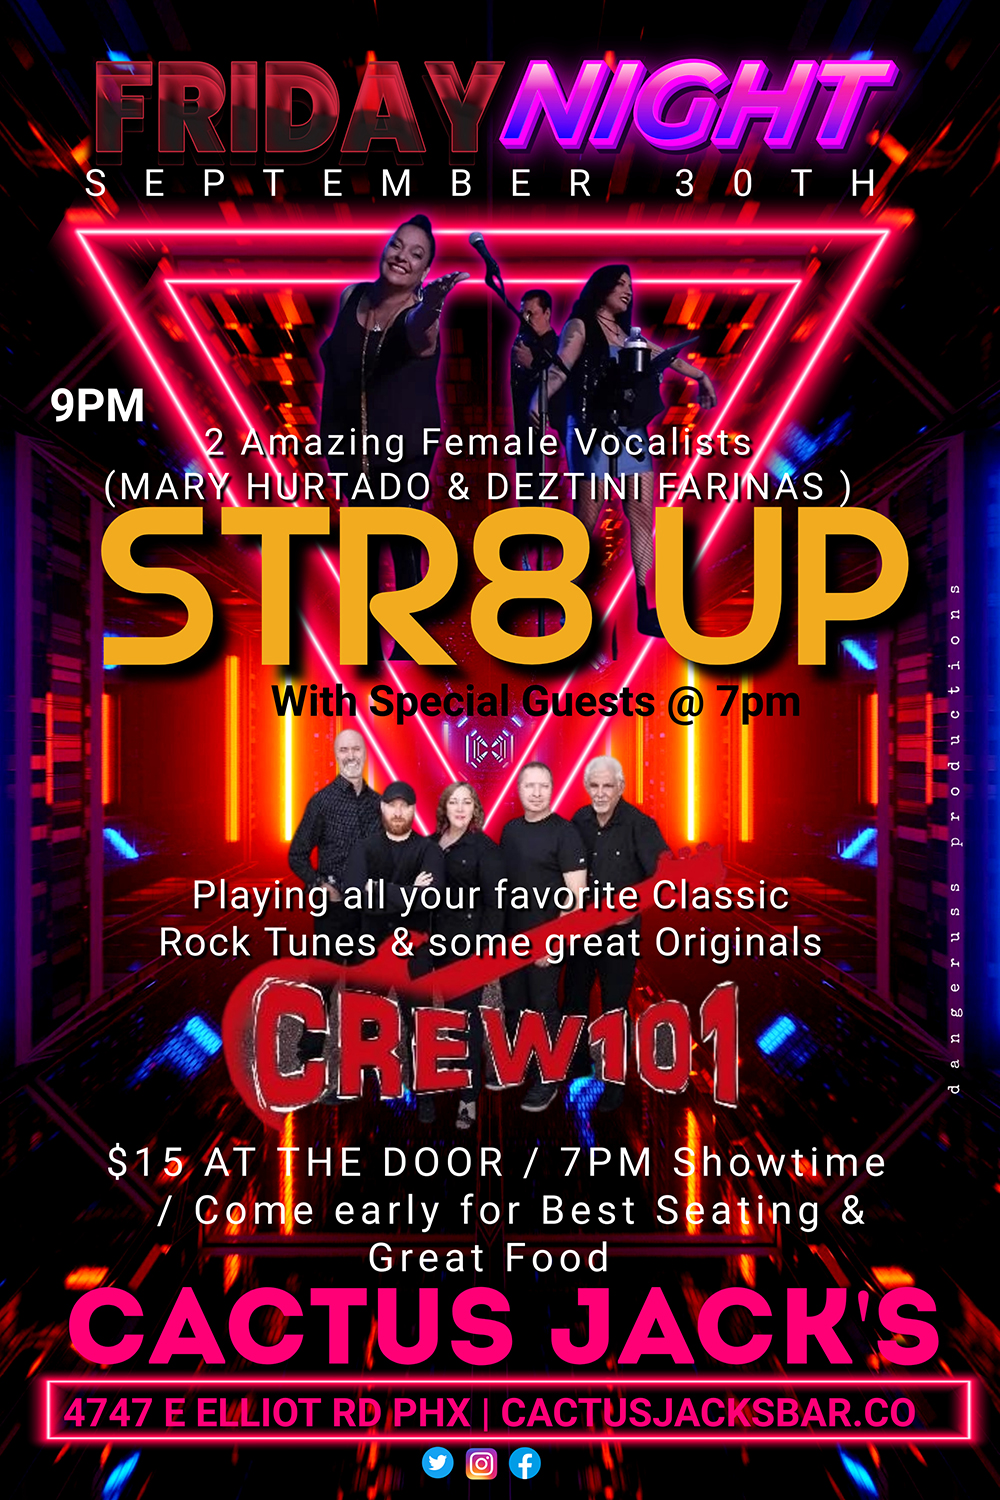 FRIDAY NIGHT
SEPTEMBER 30TH
9PM
2 Amazing Female Vocalists
(MARY HURTADO & DEZTINI FARINAS )
STR8 UP
With Special Guests @ 7pm
Playing all your favorite Classic
Rock Tunes & some great Originals
CREW101
dangeruss productions
$15 AT THE DOOR / 7PM Showtime
/ Come early for Best Seating &
Great Food
CACTUS JACK'S
4747 E ELLIOT RD PHX | CACTUSJACKSBAR.CO